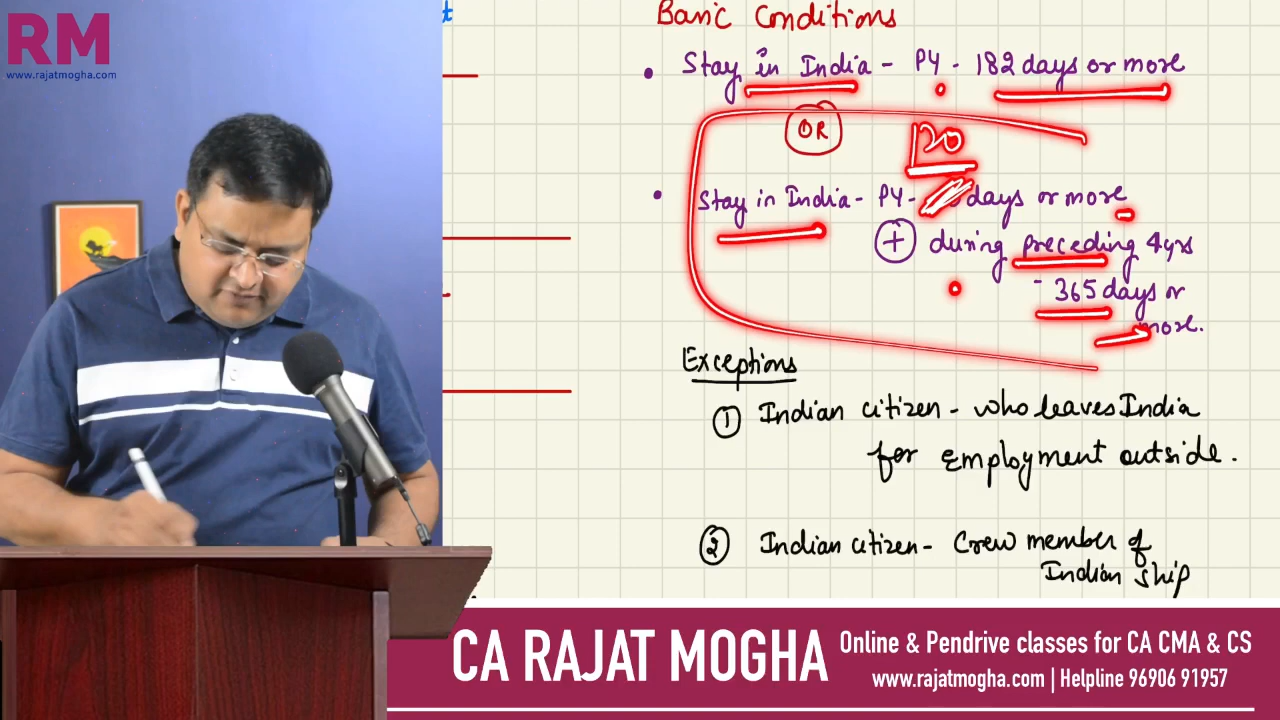 RM
www.rajatmogha.com
Basic Conditions
• Stay in India - PY - 182 days or more
OR
120
• Stay in India - PY - days or more
+ during preceding 4yrs
- 365 days or
more.
Exceptions
① Indian citizen - who leaves India
for employment outside.
② Indian citizen - Crew member of
Indian ship
CA RAJAT MOGHA
Online & Pendrive classes for CA CMA & CS
www.rajatmogha.com | Helpline 96906 91957